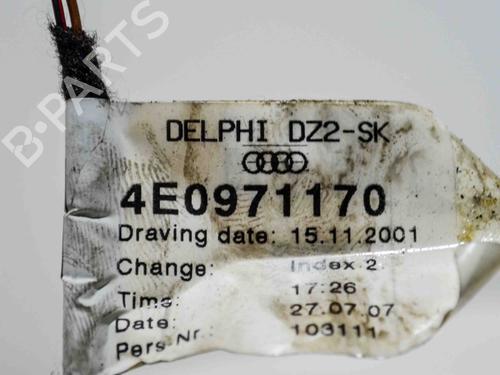 DELPHI DZ2-SK
4E0971170
Draving date: 15.11.2001
Change: Index 2
Time: 17:26
Date: 27.07.07
Pers Nr.: 103111
B-PARTS